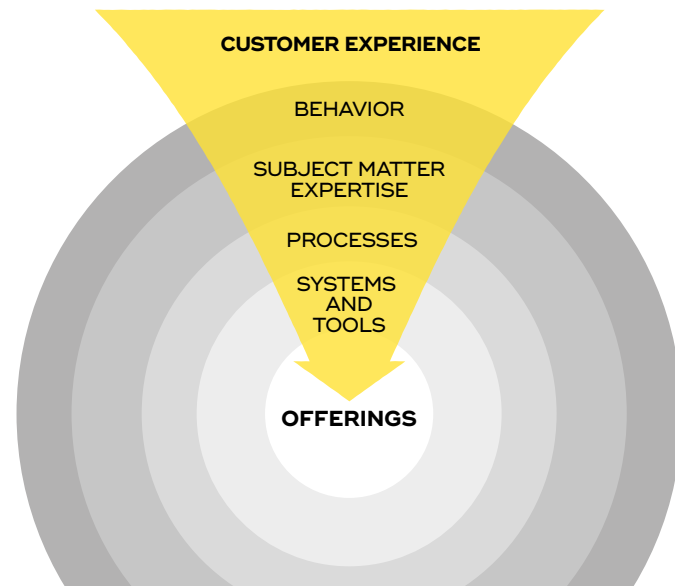 CUSTOMER EXPERIENCE
BEHAVIOR
SUBJECT MATTER
EXPERTISE
PROCESSES
SYSTEMS
AND
TOOLS
OFFERINGS